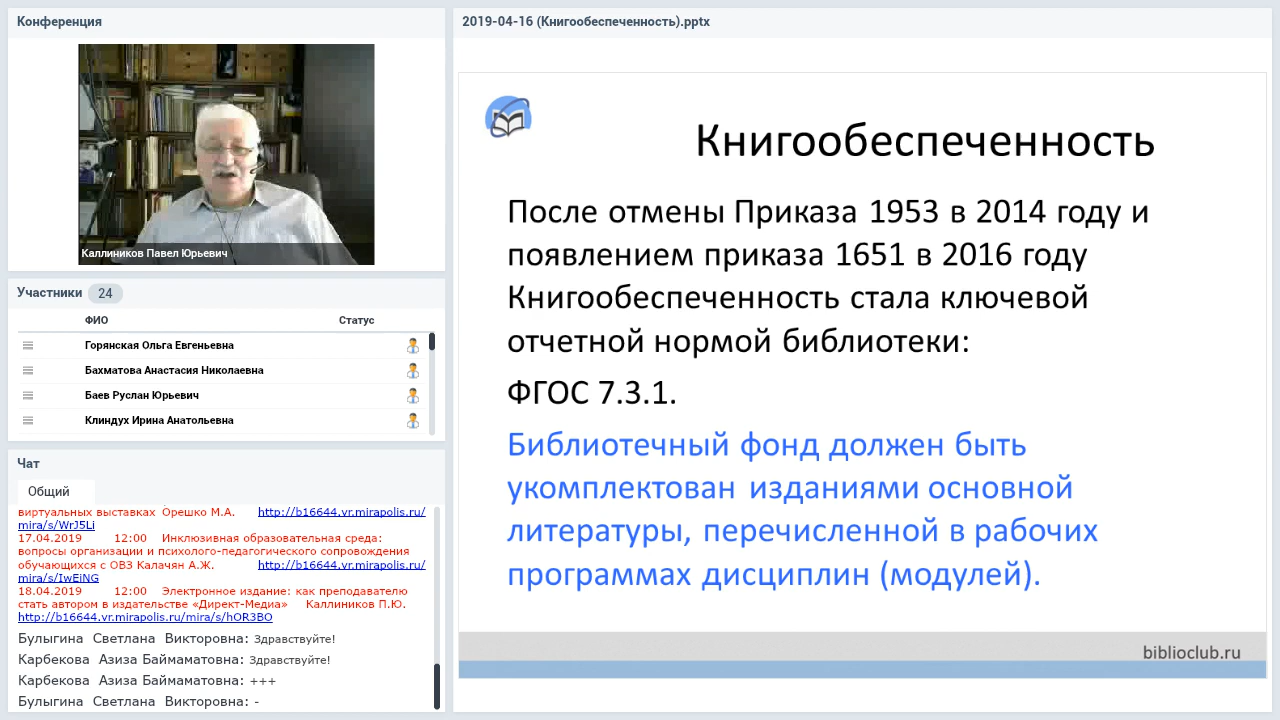 Конференция
Каллиников Павел Юрьевич
Участники 24
ФИО Статус
Горянская Ольга Евгеньевна
Бахматова Анастасия Николаевна
Баев Руслан Юрьевич
Клиндух Ирина Анатольевна
Чат
Общий
виртуальных выставках Орешко М.А. http://b16644.vr.mirapolis.ru/
mira/s/WrJ5Li
17.04.2019 12:00 Инклюзивная образовательная среда:
вопросы организации и психолого-педагогического сопровождения
обучающихся с ОВЗ Калачян А.Ж. http://b16644.vr.mirapolis.ru/
mira/s/IwEiNG
18.04.2019 12:00 Электронное издание: как преподавателю
стать автором в издательстве «Директ-Медиа» Каллиников П.Ю.
http://b16644.vr.mirapolis.ru/mira/s/hOR3BO
Булыгина Светлана Викторовна: Здравствуйте!
Карбекова Азиза Баймаматовна: Здравствуйте!
Карбекова Азиза Баймаматовна: +++
Булыгина Светлана Викторовна: -
2019-04-16 (Книгообеспеченность).pptx
Книгообеспеченность
После отмены Приказа 1953 в 2014 году и
появлением приказа 1651 в 2016 году
Книгообеспеченность стала ключевой
отчетной нормой библиотеки:
ФГОС 7.3.1.
Библиотечный фонд должен быть
укомплектован изданиями основной
литературы, перечисленной в рабочих
программах дисциплин (модулей).
biblioclub.ru